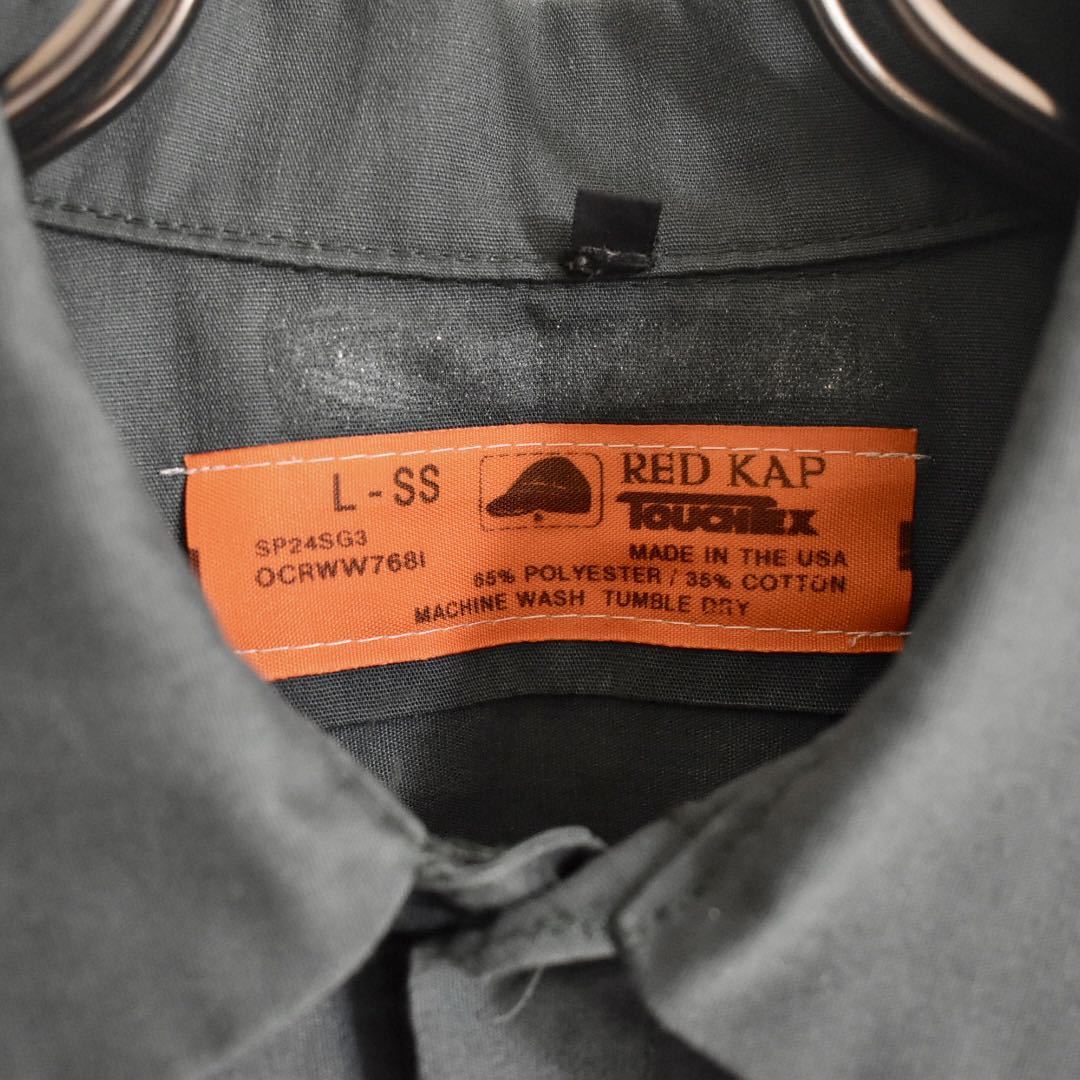 L-SS
SP24SG3
OCRWW768I
RED KAP
TOUCHTEX
MADE IN THE USA
65% POLYESTER / 35% COTTON
MACHINE WASH TUMBLE DRY